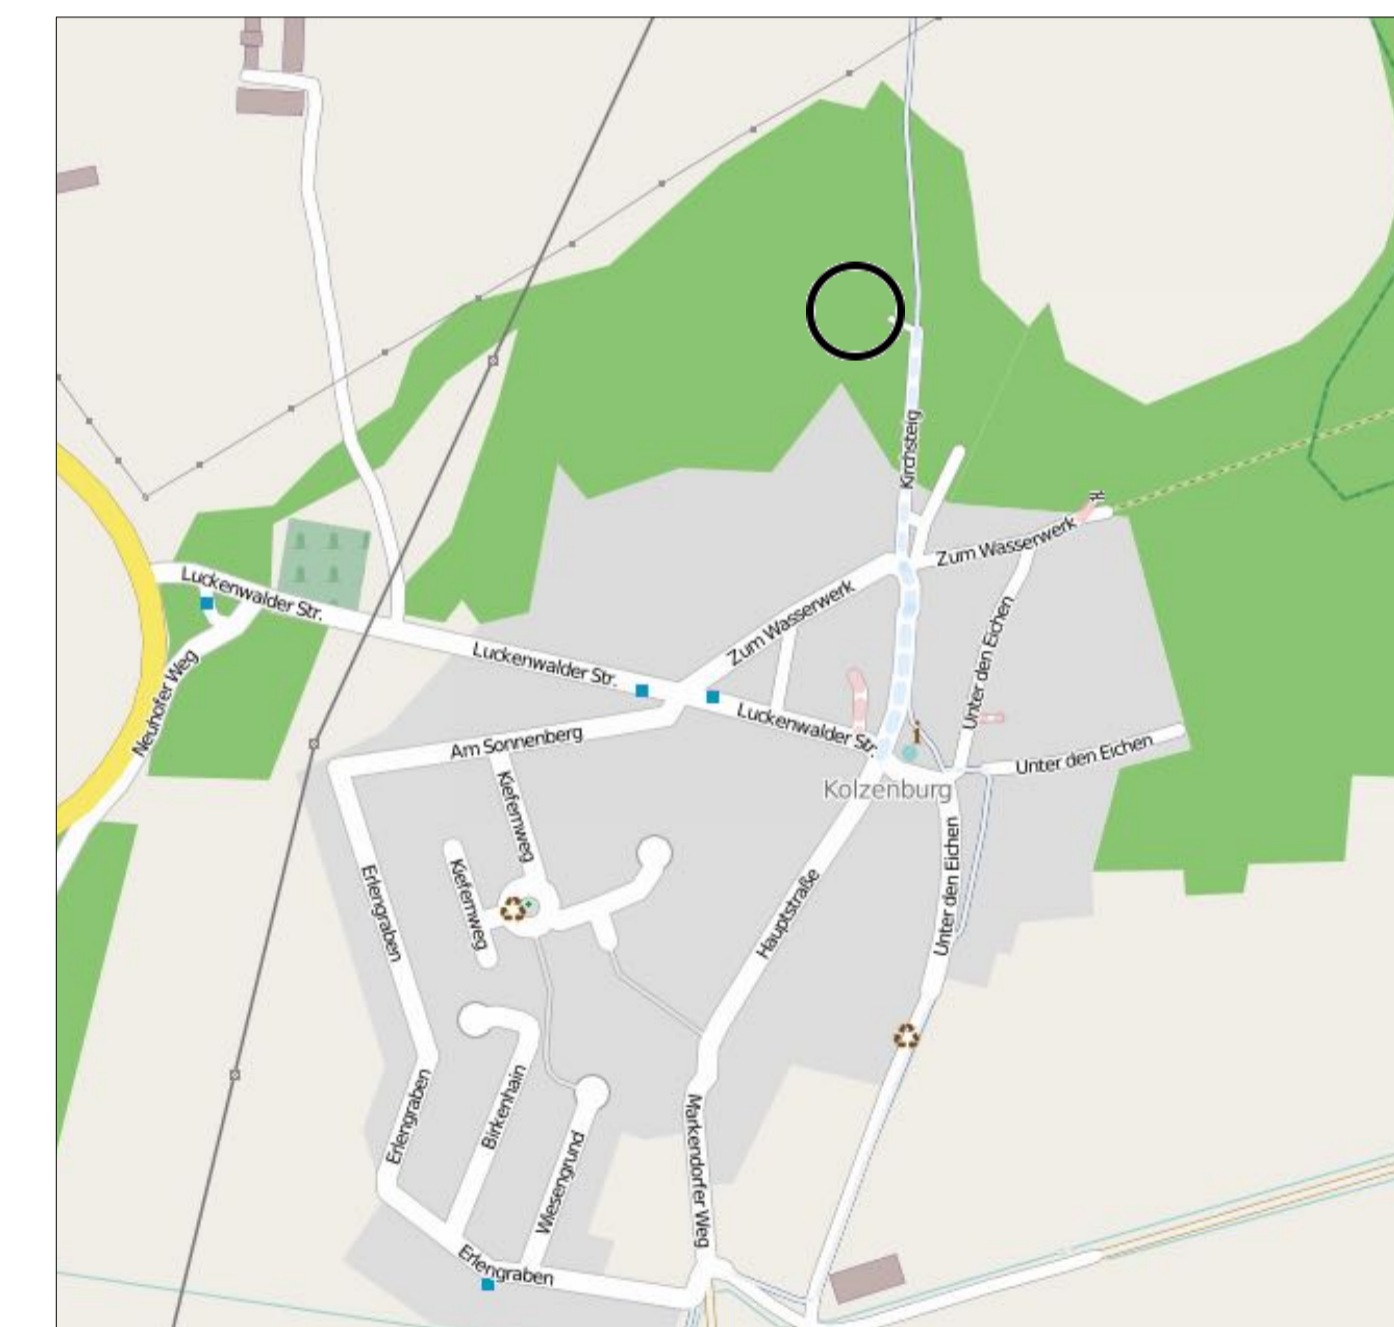 Kirchsteig
Zum Wasserwerk
Luckenwalder Str.
Zum Wasserwerk
Unter den Eichen
Neuhofer Weg
Luckenwalder Str.
Luckenwalder Str.
Am Sonnenberg
Unter den Eichen
Kolzenburg
Kiefernweg
Kiefernweg
Erlengraben
Hauptstraße
Unter den Eichen
Erlengraben
Birkenhain
Wiesengrund
Markendorfer Weg
Erlengraben